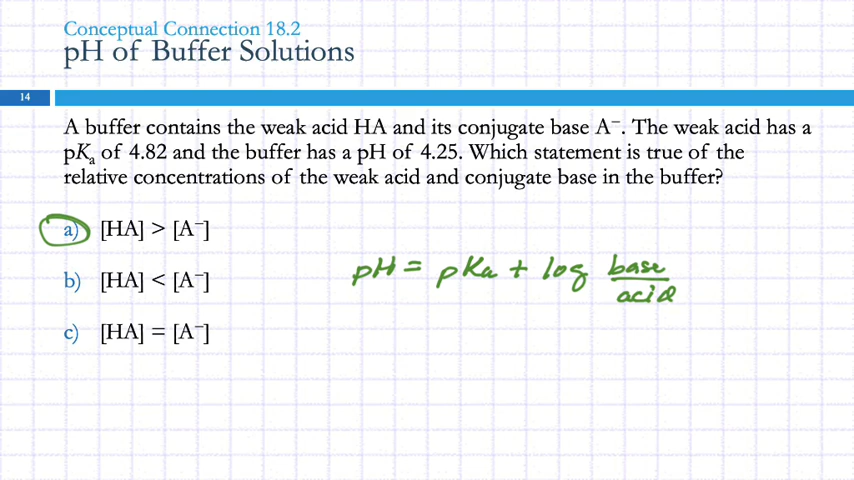 Conceptual Connection 18.2
pH of Buffer Solutions
14
A buffer contains the weak acid HA and its conjugate base A⁻. The weak acid has a
pKₐ of 4.82 and the buffer has a pH of 4.25. Which statement is true of the
relative concentrations of the weak acid and conjugate base in the buffer?
a) [HA] > [A⁻]
b) [HA] < [A⁻]
c) [HA] = [A⁻]
pH = pKa + log base
acid